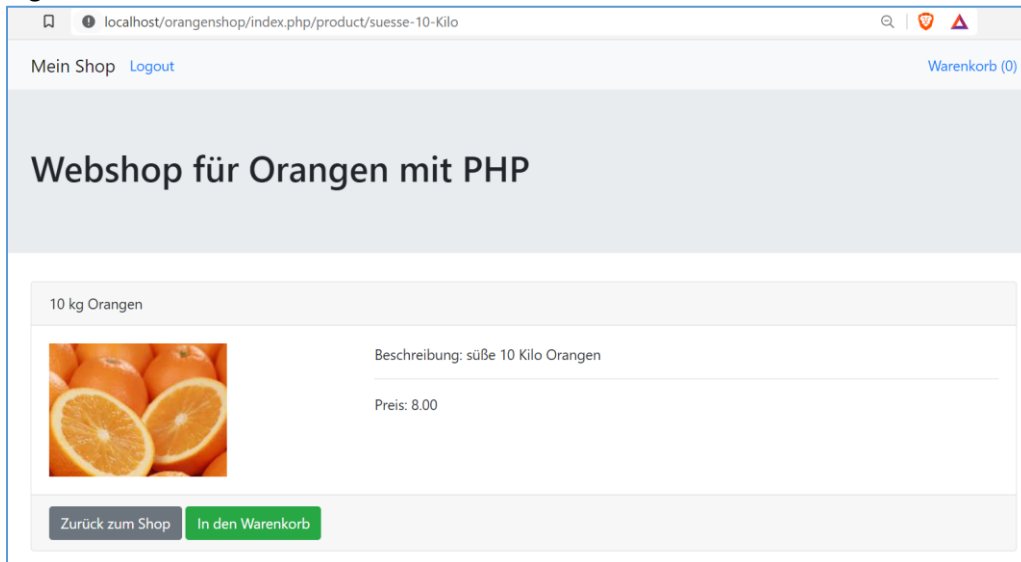 localhost/orangenshop/index.php/product/suesse-10-Kilo
Mein Shop Logout Warenkorb (0)
Webshop für Orangen mit PHP
10 kg Orangen
Beschreibung: süße 10 Kilo Orangen
Preis: 8.00
Zurück zum Shop In den Warenkorb